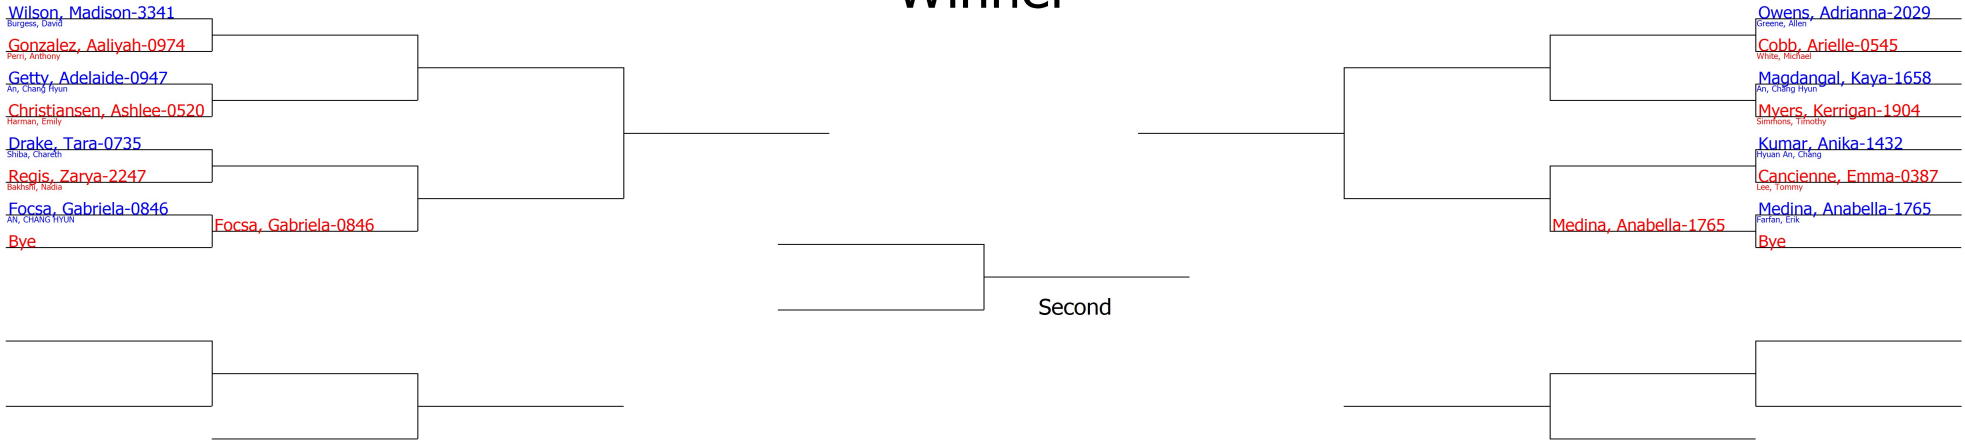 Winner
Wilson, Madison-3341
Burgess, David
Gonzalez, Aaliyah-0974
Perri, Anthony
Getty, Adelaide-0947
An, Chang Hyun
Christiansen, Ashlee-0520
Harman, Emily
Drake, Tara-0735
Shiba, Chareth
Regis, Zarya-2247
Bakhshi, Nadia
Focsa, Gabriela-0846
AN, CHANG HYUN
Bye
Focsa, Gabriela-0846
Second
Owens, Adrianna-2029
Greene, Allen
Cobb, Arielle-0545
White, Michael
Magdangal, Kaya-1658
An, Chang Hyun
Myers, Kerrigan-1904
Simmons, Timothy
Kumar, Anika-1432
Hyuan An, Chang
Cancienne, Emma-0387
Lee, Tommy
Medina, Anabella-1765
Farfan, Erik
Bye
Medina, Anabella-1765